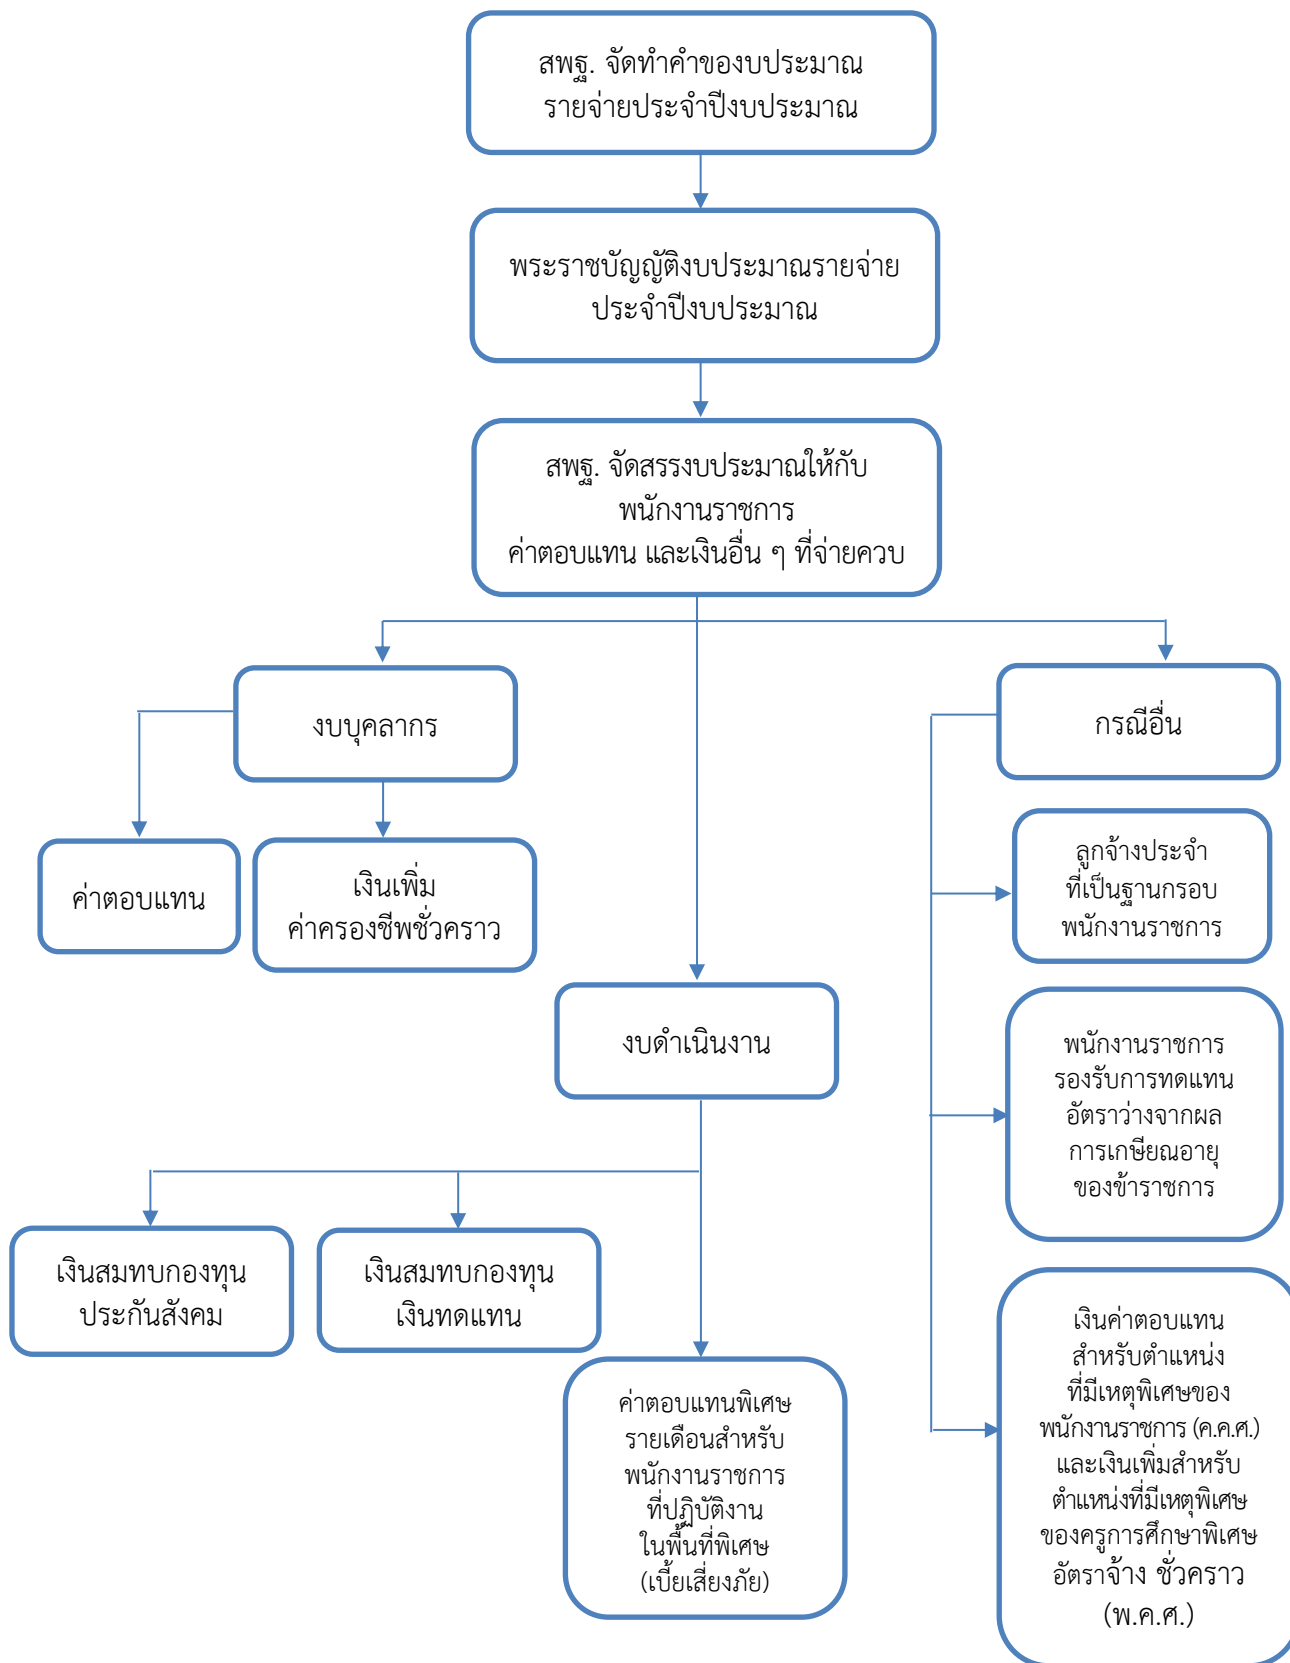 สพฐ. จัดทำคำของบประมาณ
รายจ่ายประจำปีงบประมาณ
พระราชบัญญัติงบประมาณรายจ่าย
ประจำปีงบประมาณ
สพฐ. จัดสรรงบประมาณให้กับ
พนักงานราชการ
ค่าตอบแทน และเงินอื่น ๆ ที่จ่ายควบ
งบบุคลากร
ค่าตอบแทน
เงินเพิ่ม
ค่าครองชีพชั่วคราว
งบดำเนินงาน
เงินสมทบกองทุน
ประกันสังคม
เงินสมทบกองทุน
เงินทดแทน
ค่าตอบแทนพิเศษ
รายเดือนสำหรับ
พนักงานราชการ
ที่ปฏิบัติงาน
ในพื้นที่พิเศษ
(เบี้ยเสี่ยงภัย)
กรณีอื่น
ลูกจ้างประจำ
ที่เป็นฐานกรอบ
พนักงานราชการ
พนักงานราชการ
รองรับการทดแทน
อัตราว่างจากผล
การเกษียณอายุ
ของข้าราชการ
เงินค่าตอบแทน
สำหรับตำแหน่ง
ที่มีเหตุพิเศษของ
พนักงานราชการ (ค.ค.ศ.)
และเงินเพิ่มสำหรับ
ตำแหน่งที่มีเหตุพิเศษ
ของครูการศึกษาพิเศษ
อัตราจ้าง ชั่วคราว
(พ.ค.ศ.)